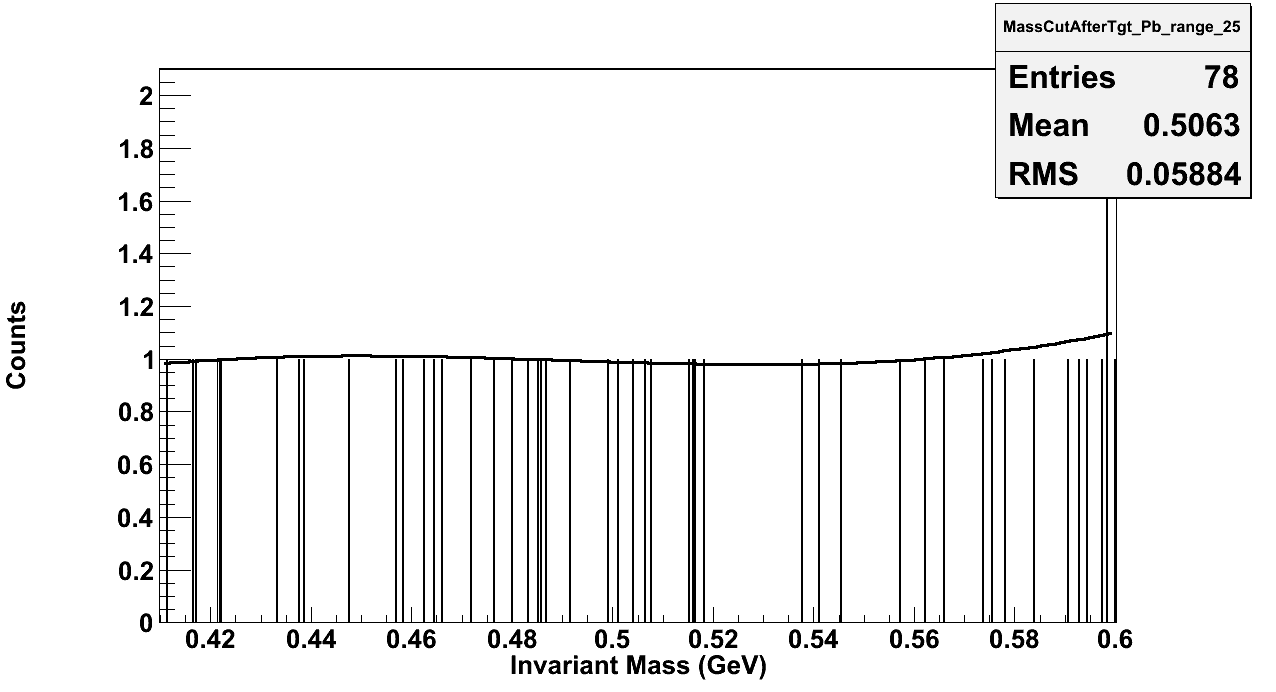 MassCutAfterTgt_Pb_range_25
Entries 78
Mean 0.5063
RMS 0.05884
2
1.8
1.6
1.4
1.2
1
0.8
0.6
0.4
0.2
0
Counts
0.42 0.44 0.46 0.48 0.5 0.52 0.54 0.56 0.58 0.6
Invariant Mass (GeV)